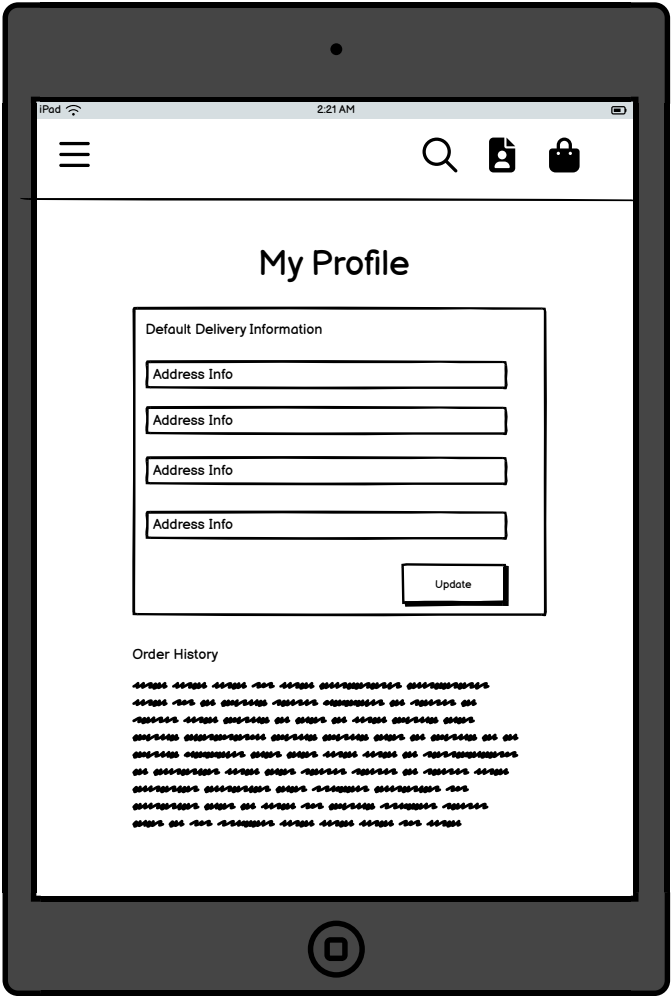 iPad 2:21 AM
My Profile
Default Delivery Information
Address Info
Address Info
Address Info
Address Info
Update
Order History